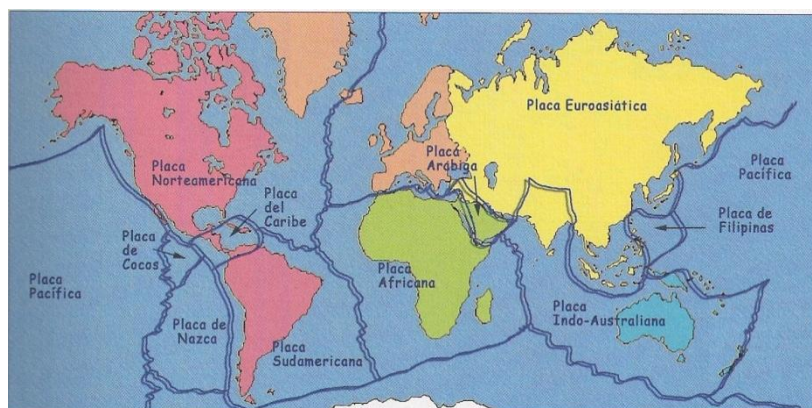 Placa Euroasiática
Placa
Arábiga
Placa
Norteamericana
Placa
Pacífica
Placa
del
Caribe
Placa de
Filipinas
Placa
de
Cocos
Placa
Pacífica
Placa
Africana
Placa
Indo-Australiana
Placa de
Nazca
Placa
Sudamericana